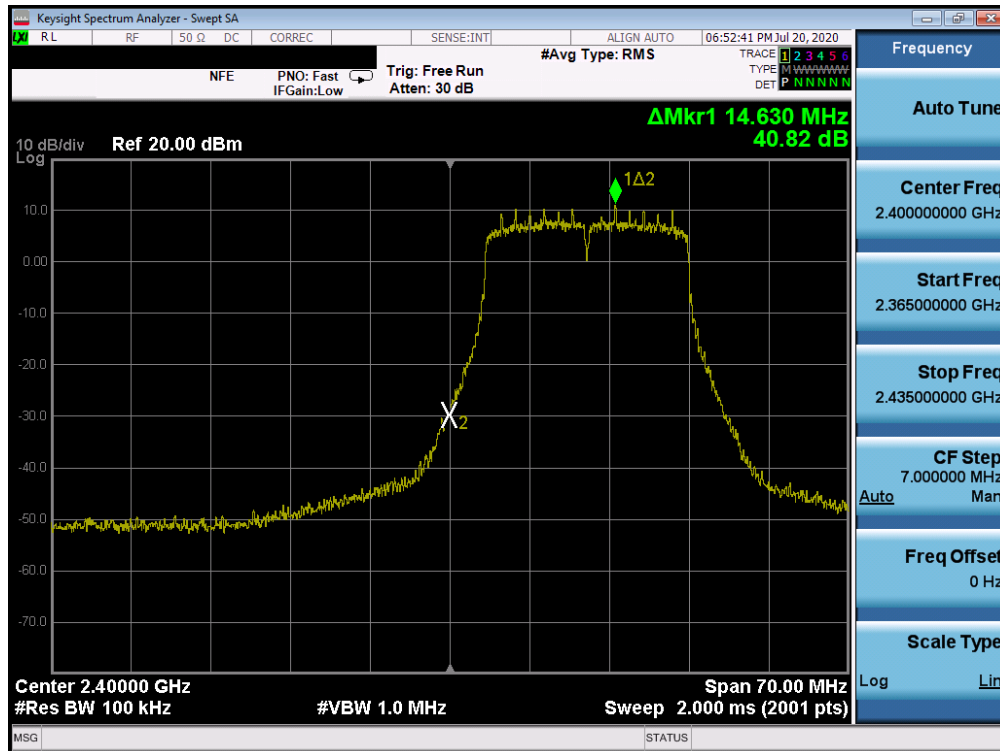 Keysight Spectrum Analyzer - Swept SA
LXI RL RF 50 Ω DC CORREC SENSE:INT ALIGN AUTO 06:52:41 PM Jul 20, 2020
NFE PNO: Fast Trig: Free Run #Avg Type: RMS TRACE 1 2 3 4 5 6
IFGain:Low Atten: 30 dB TYPE M WWWWW
DET P N N N N N
ΔMkr1 14.630 MHz
40.82 dB
10 dB/div Ref 20.00 dBm
Log
1Δ2
10.0
0.00
-10.0
-20.0
-30.0
X2
-40.0
-50.0
-60.0
-70.0
Center 2.40000 GHz Span 70.00 MHz
#Res BW 100 kHz #VBW 1.0 MHz Sweep 2.000 ms (2001 pts)
MSG STATUS
Frequency
Auto Tune
Center Freq
2.400000000 GHz
Start Freq
2.365000000 GHz
Stop Freq
2.435000000 GHz
CF Step
7.000000 MHz
Auto Man
Freq Offset
0 Hz
Scale Type
Log Lin